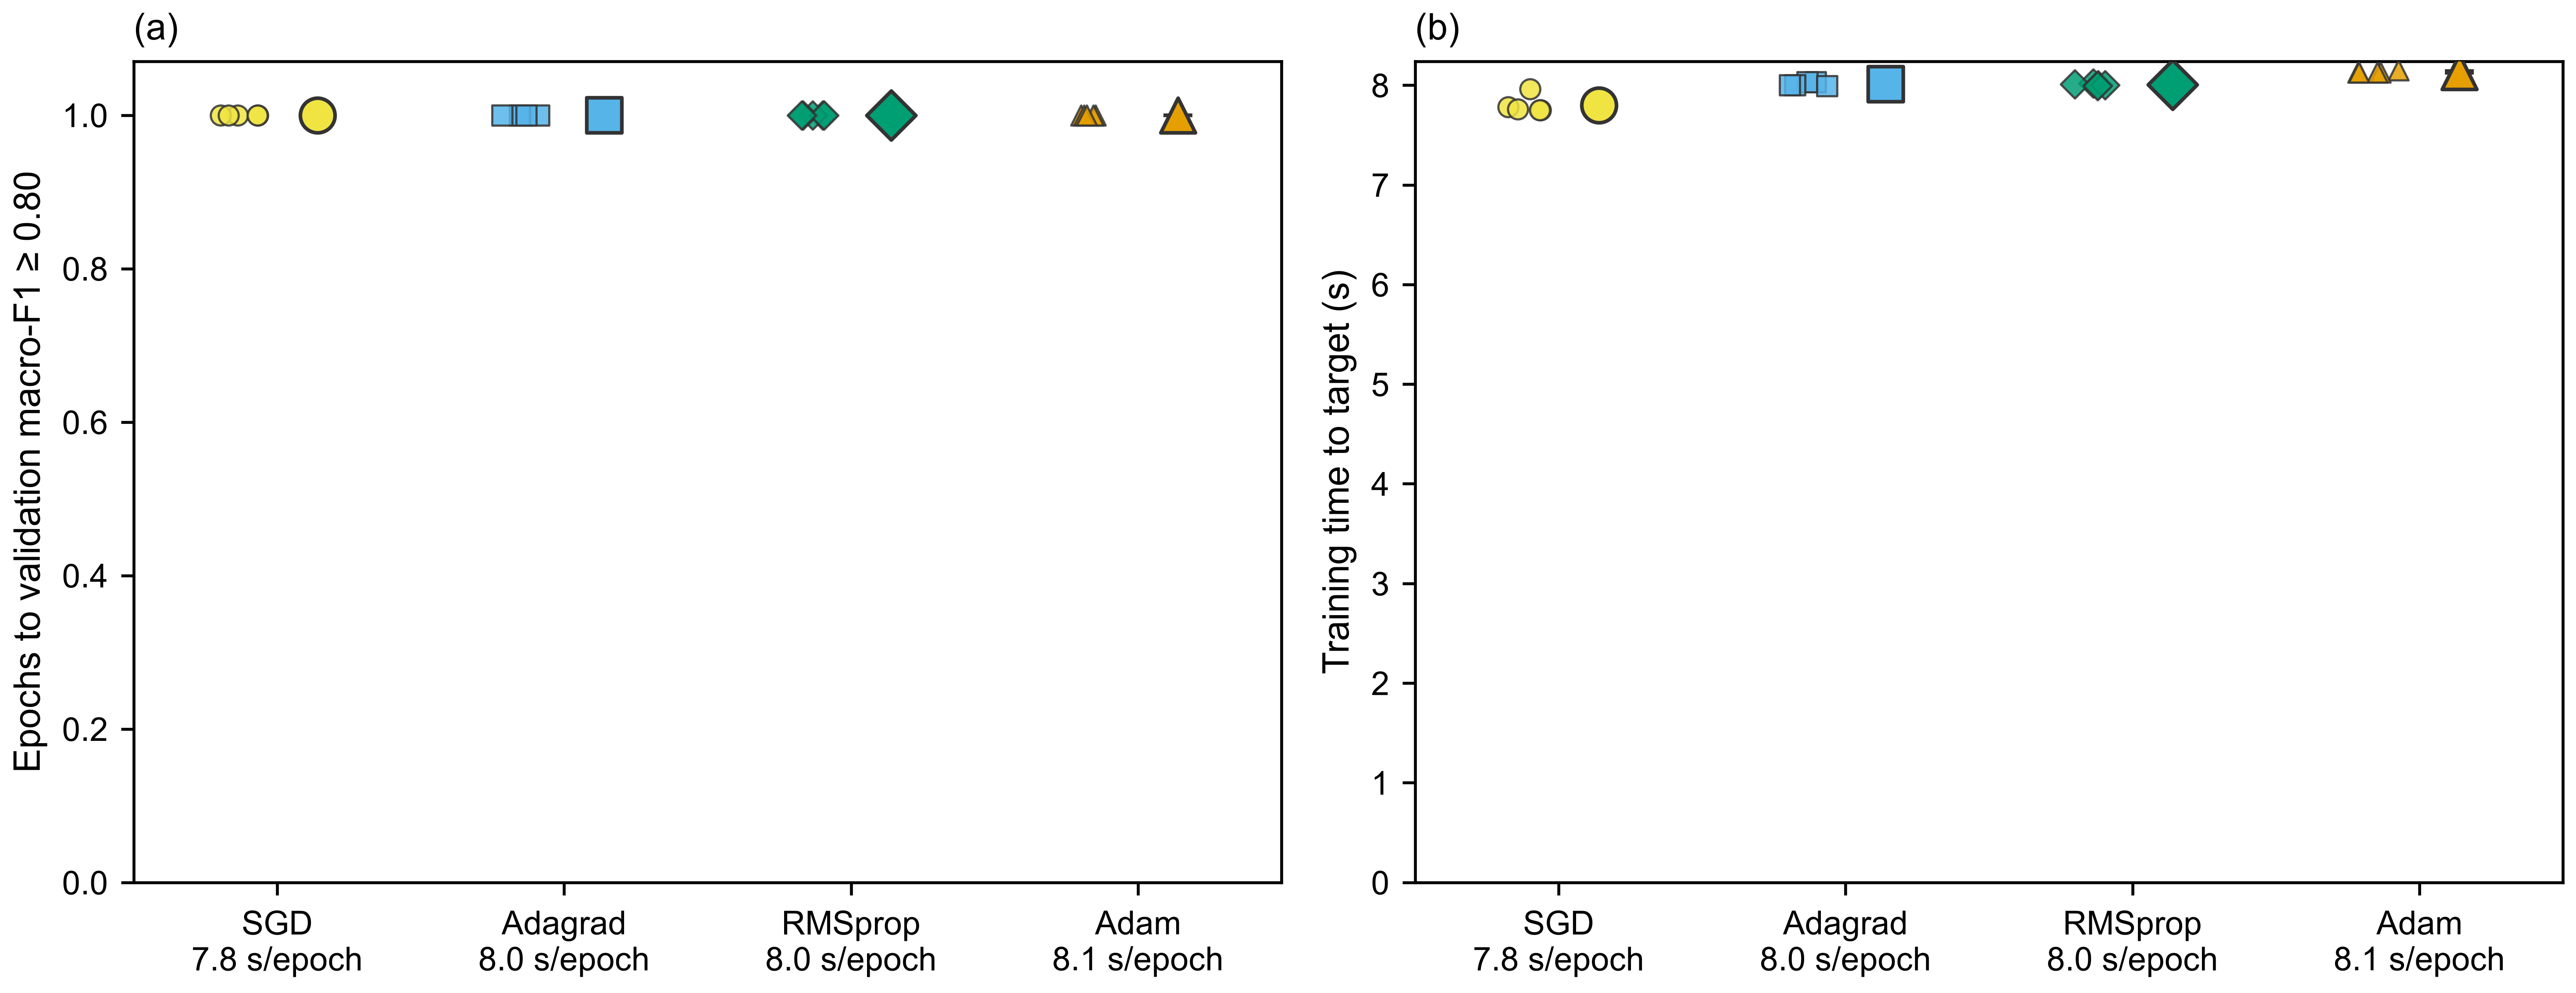 (a)
Epochs to validation macro-F1 ≥ 0.80
1.0
0.8
0.6
0.4
0.2
0.0
SGD
7.8 s/epoch
Adagrad
8.0 s/epoch
RMSprop
8.0 s/epoch
Adam
8.1 s/epoch
(b)
Training time to target (s)
8
7
6
5
4
3
2
1
0
SGD
7.8 s/epoch
Adagrad
8.0 s/epoch
RMSprop
8.0 s/epoch
Adam
8.1 s/epoch